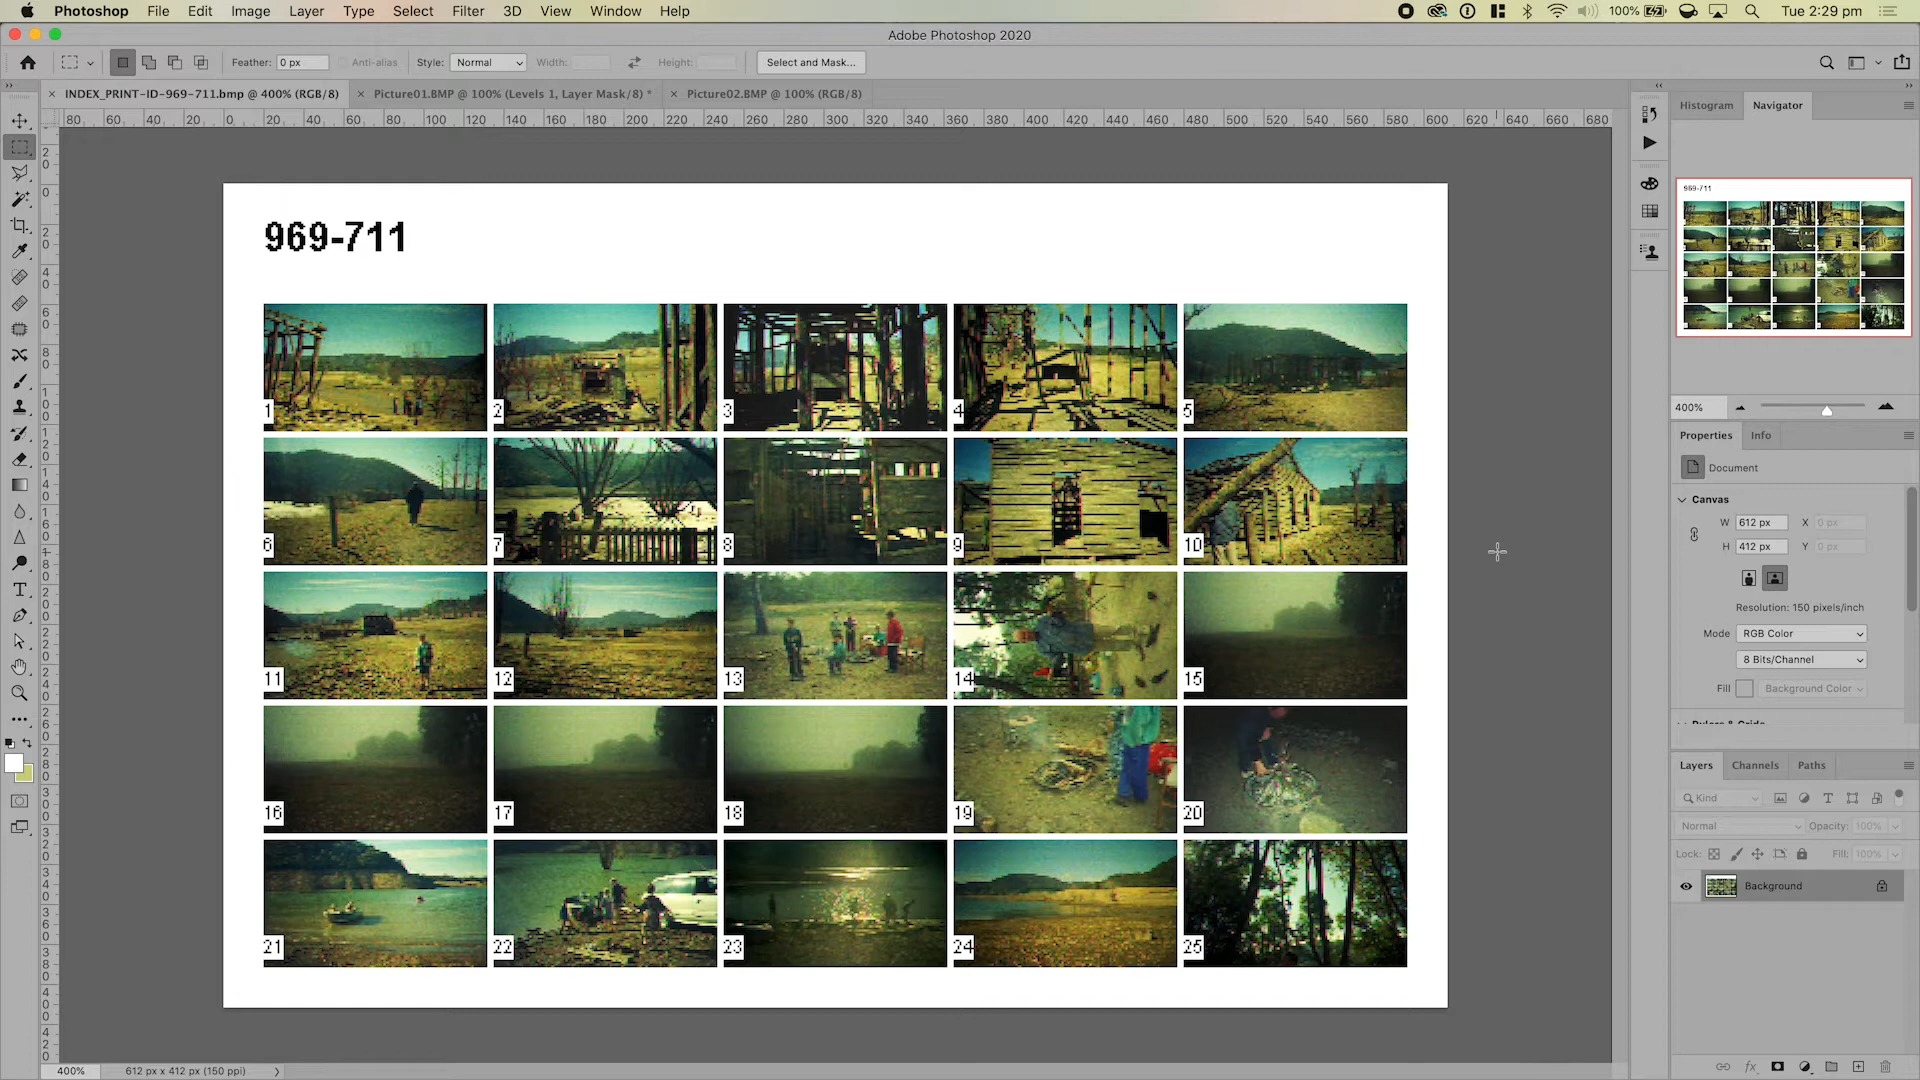 Photoshop File Edit Image Layer Type Select Filter 3D View Window Help 100% Tue 2:29 pm
Adobe Photoshop 2020
Feather: 0 px Anti-alias Style: Normal Width: Height: Select and Mask...
INDEX_PRINT-ID-969-711.bmp @ 400% (RGB/8) Picture01.BMP @ 100% (Levels 1, Layer Mask/8) * Picture02.BMP @ 100% (RGB/8)
80 60 40 20 0 20 40 60 80 100 120 140 160 180 200 220 240 260 280 300 320 340 360 380 400 420 440 460 480 500 520 540 560 580 600 620 640 660 680
969-711
1 2 3 4 5
6 7 8 9 10
11 12 13 14 15
16 17 18 19 20
21 22 23 24 25
400% 612 px x 412 px (150 ppi)
Histogram Navigator
969-711
400%
Properties Info
Document
Canvas
W 612 px X 0 px
H 412 px Y 0 px
Resolution: 150 pixels/inch
Mode RGB Color
8 Bits/Channel
Fill Background Color
Rulers & Grids
Layers Channels Paths
Kind
Normal Opacity: 100%
Lock: Fill: 100%
Background
fx